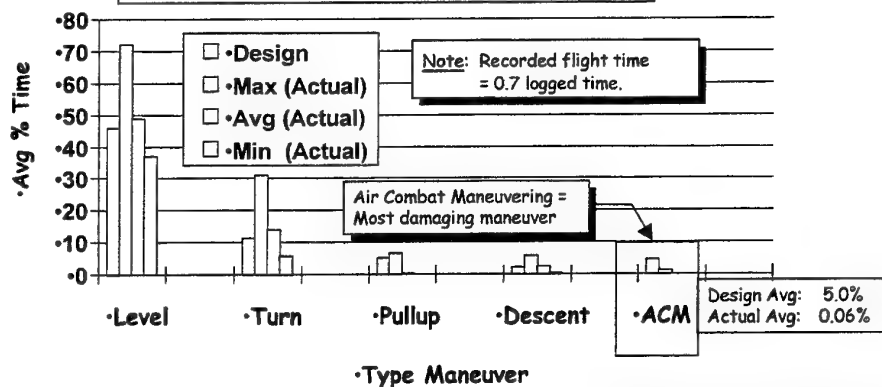 •80
•70
•60
•50
•40
•30
•20
•10
•0
•Avg % Time
•Design
•Max (Actual)
•Avg (Actual)
•Min (Actual)
Note: Recorded flight time
= 0.7 logged time.
Air Combat Maneuvering =
Most damaging maneuver
•Level
•Turn
•Pullup
•Descent
•ACM
Design Avg: 5.0%
Actual Avg: 0.06%
•Type Maneuver